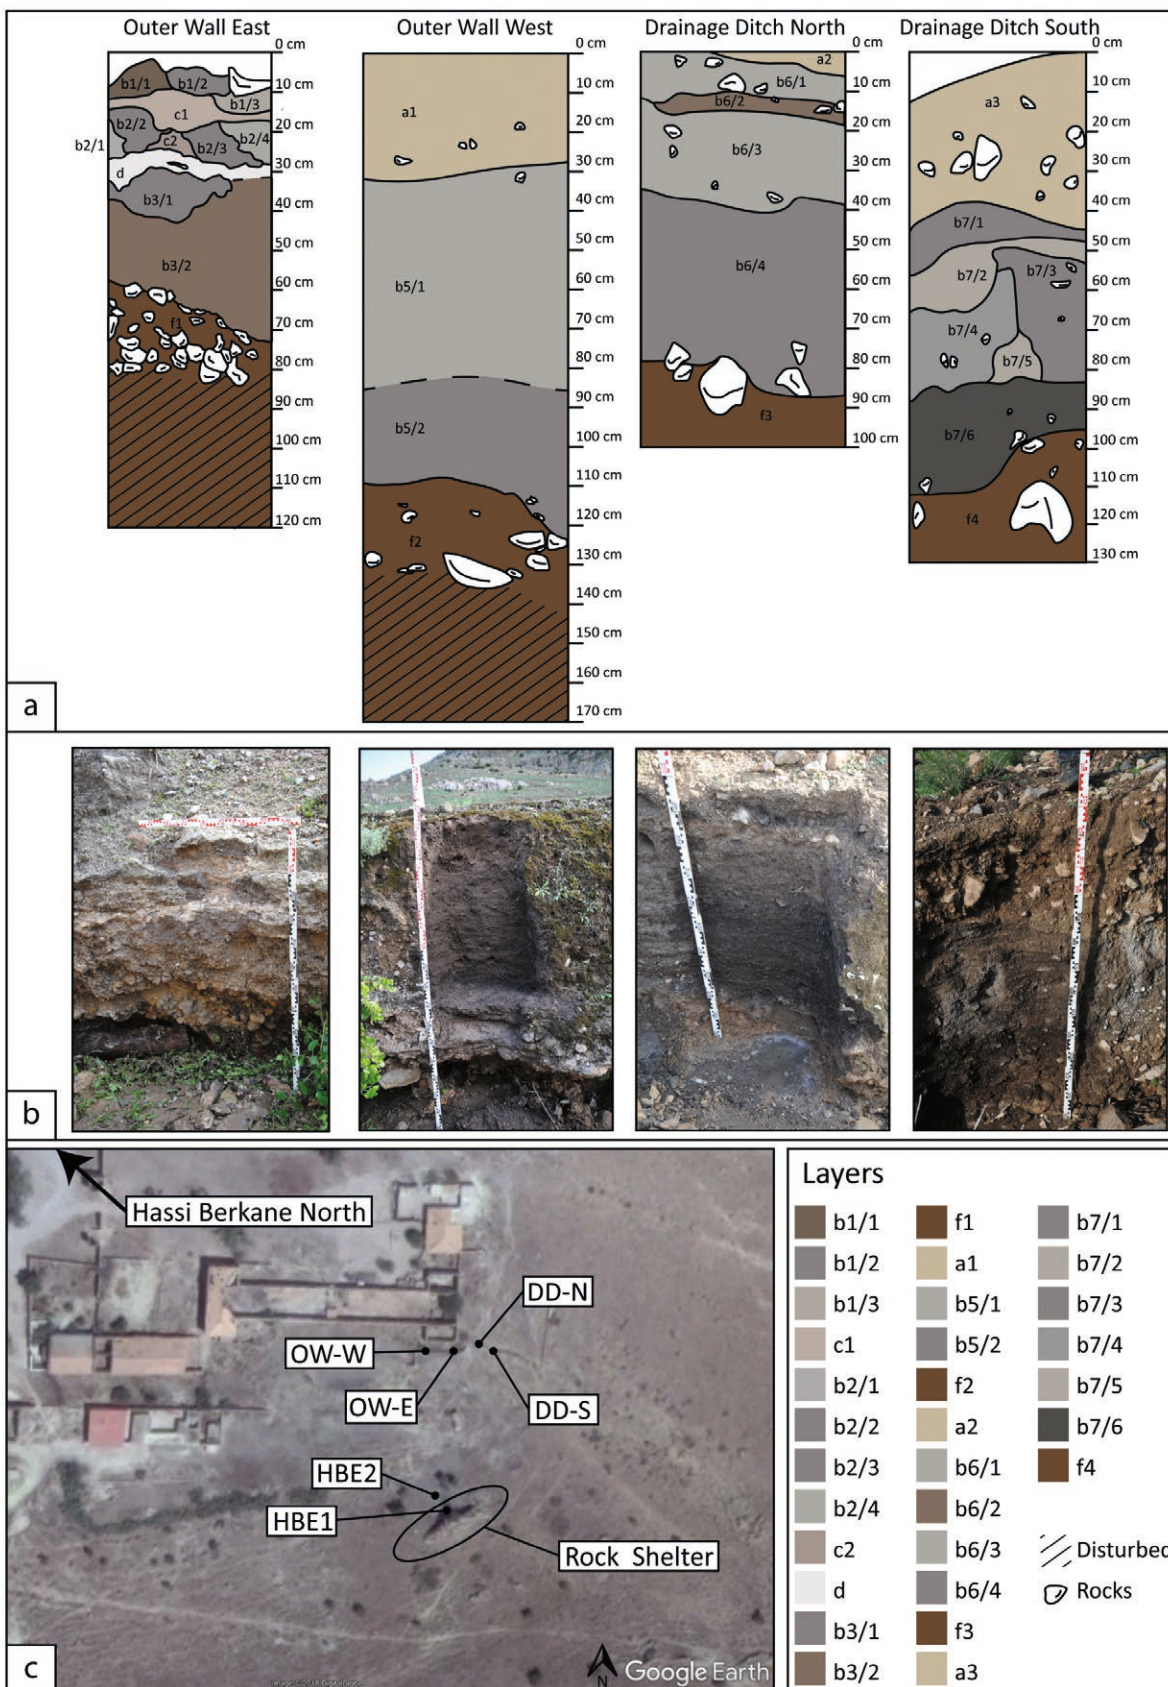 Outer Wall East
Outer Wall West
Drainage Ditch North
Drainage Ditch South
0 cm
10 cm
20 cm
30 cm
40 cm
50 cm
60 cm
70 cm
80 cm
90 cm
100 cm
110 cm
120 cm
b1/1
b1/2
b1/3
c1
b2/2
b2/1
c2
b2/3
b2/4
d
b3/1
b3/2
f1
0 cm
10 cm
20 cm
30 cm
40 cm
50 cm
60 cm
70 cm
80 cm
90 cm
100 cm
110 cm
120 cm
130 cm
140 cm
150 cm
160 cm
170 cm
a1
b5/1
b5/2
f2
0 cm
10 cm
20 cm
30 cm
40 cm
50 cm
60 cm
70 cm
80 cm
90 cm
100 cm
a2
b6/1
b6/2
b6/3
b6/4
f3
0 cm
10 cm
20 cm
30 cm
40 cm
50 cm
60 cm
70 cm
80 cm
90 cm
100 cm
110 cm
120 cm
130 cm
a3
b7/1
b7/2
b7/3
b7/4
b7/5
b7/6
f4
a
b
Hassi Berkane North
DD-N
OW-W
OW-E
DD-S
HBE2
HBE1
Rock Shelter
N
Google Earth
c
Layers
b1/1
b1/2
b1/3
c1
b2/1
b2/2
b2/3
b2/4
c2
d
b3/1
b3/2
f1
a1
b5/1
b5/2
f2
a2
b6/1
b6/2
b6/3
b6/4
f3
a3
b7/1
b7/2
b7/3
b7/4
b7/5
b7/6
f4
Disturbed
Rocks